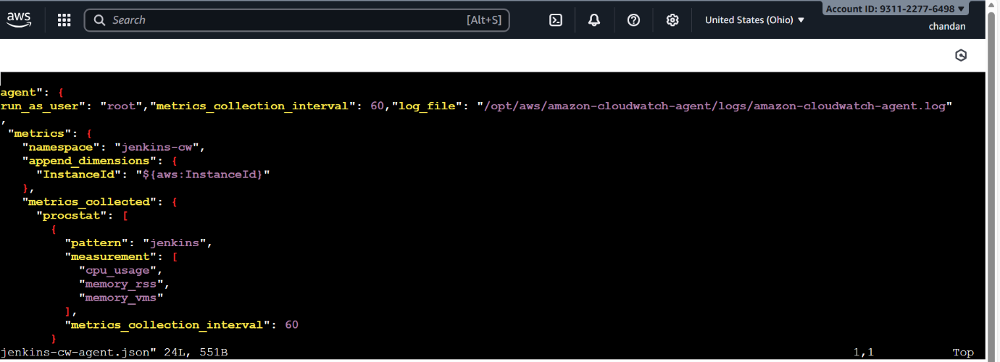 aws
Search
[Alt+S]
United States (Ohio)
Account ID: 9311-2277-6498
chandan
agent": {
run_as_user": "root","metrics_collection_interval": 60,"log_file": "/opt/aws/amazon-cloudwatch-agent/logs/amazon-cloudwatch-agent.log"
,
"metrics": {
"namespace": "jenkins-cw",
"append_dimensions": {
"InstanceId": "${aws:InstanceId}"
},
"metrics_collected": {
"procstat": [
{
"pattern": "jenkins",
"measurement": [
"cpu_usage",
"memory_rss",
"memory_vms"
],
"metrics_collection_interval": 60
}
jenkins-cw-agent.json" 24L, 551B
1,1
Top